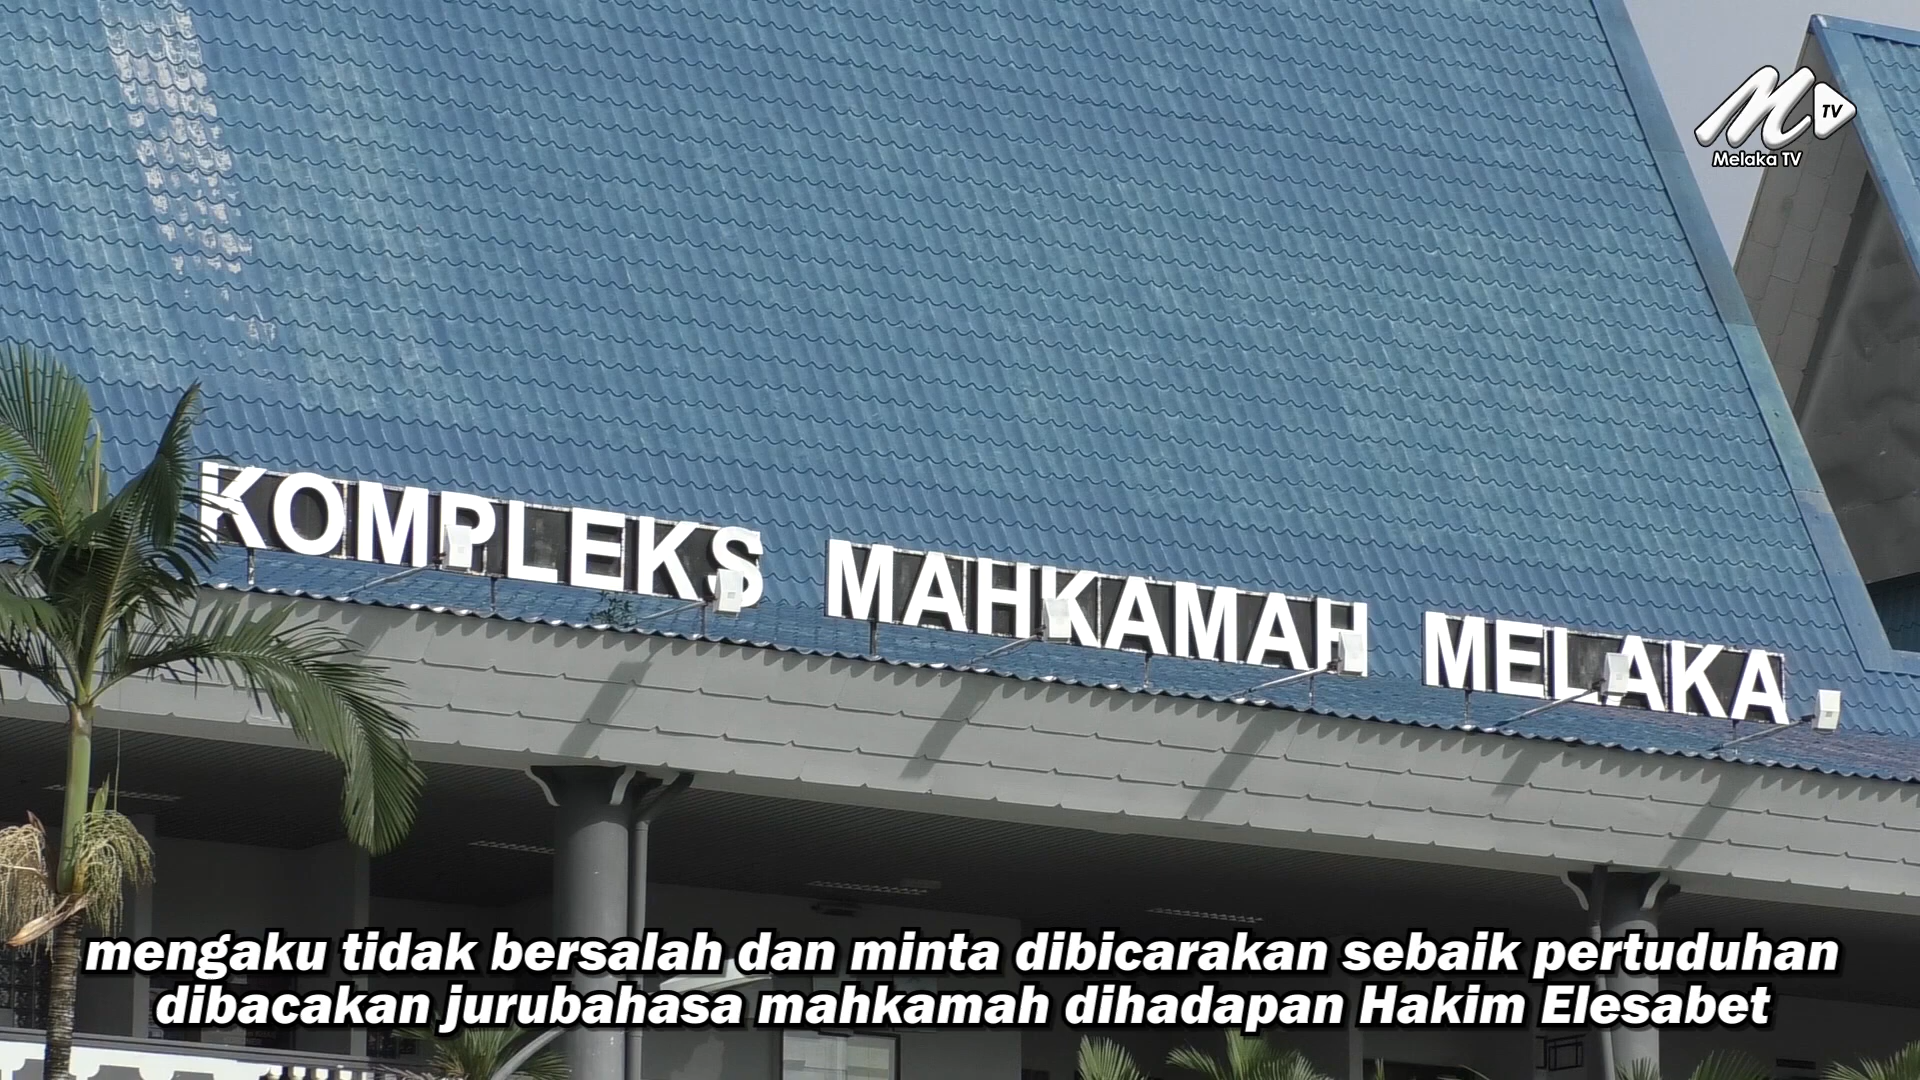 M TV
Melaka TV
KOMPLEKS MAHKAMAH MELAKA
mengaku tidak bersalah dan minta dibicarakan sebaik pertuduhan
dibacakan jurubahasa mahkamah dihadapan Hakim Elesabet